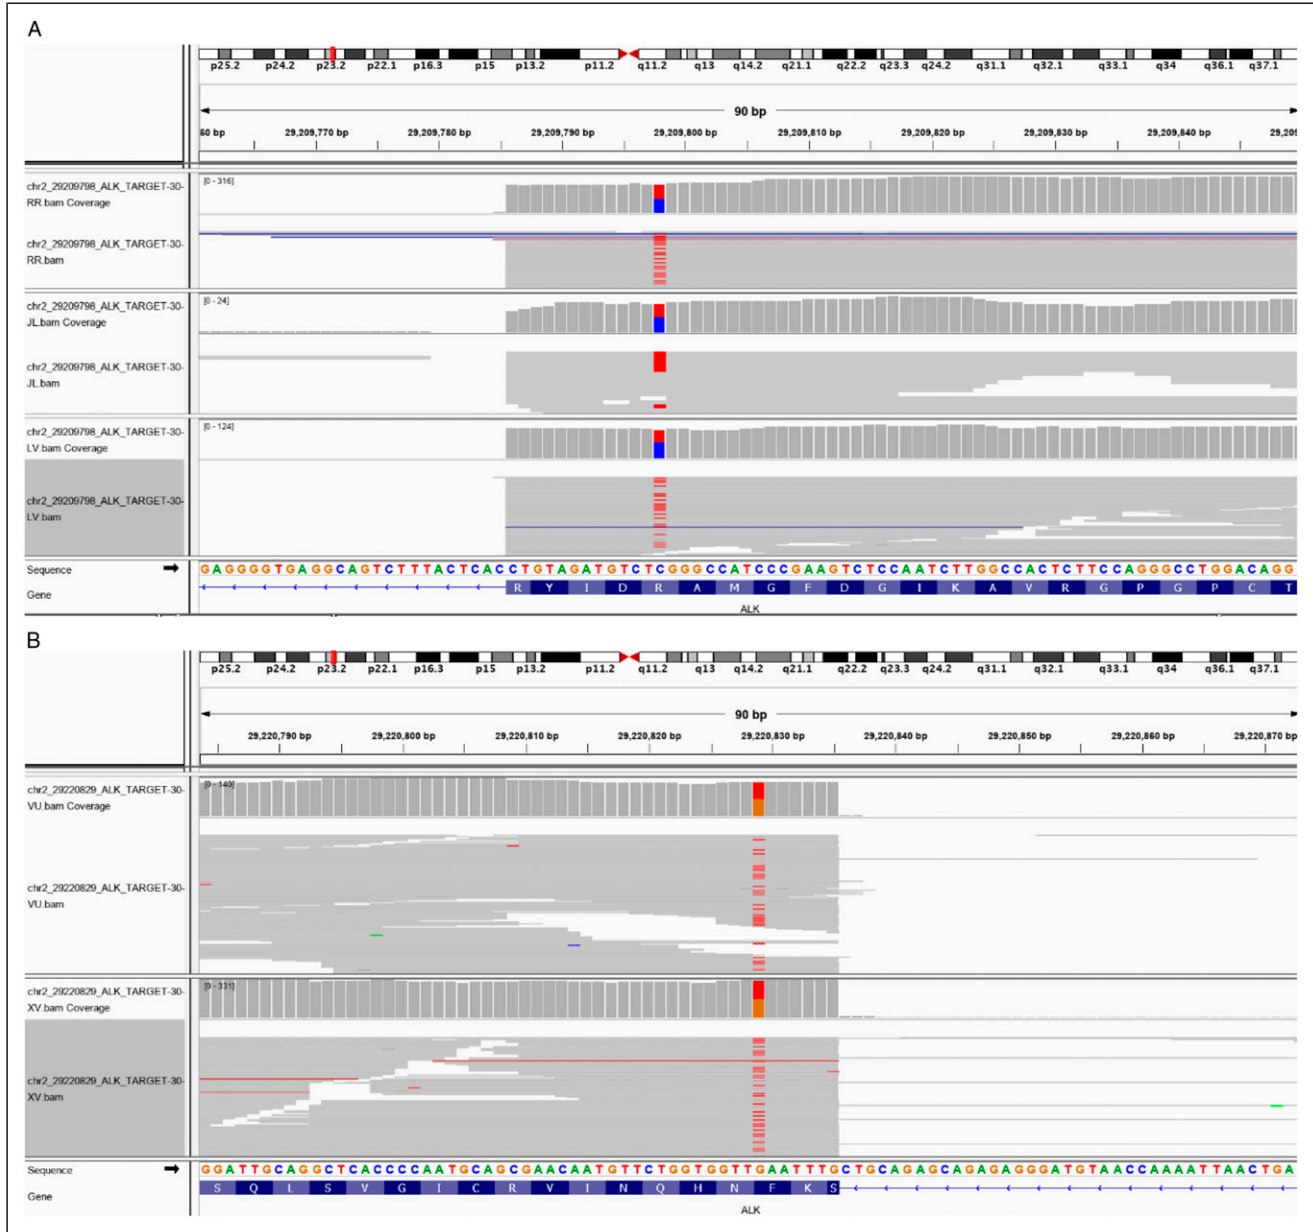 A
p25.2 p24.2 p23.2 p22.1 p16.3 p15 p13.2 p11.2 q11.2 q13 q14.2 q21.1 q22.2 q23.3 q24.2 q31.1 q32.1 q33.1 q34 q36.1 q37.1
90 bp
60 bp 29,209,770 bp 29,209,780 bp 29,209,790 bp 29,209,800 bp 29,209,810 bp 29,209,820 bp 29,209,830 bp 29,209,840 bp 29,209
chr2_29209798_ALK_TARGET-30-
RR.bam Coverage
[0 - 316]
chr2_29209798_ALK_TARGET-30-
RR.bam
chr2_29209798_ALK_TARGET-30-
JL.bam Coverage
[0 - 24]
chr2_29209798_ALK_TARGET-30-
JL.bam
chr2_29209798_ALK_TARGET-30-
LV.bam Coverage
[0 - 124]
chr2_29209798_ALK_TARGET-30-
LV.bam
Sequence GAGGGGTGAGGCAGTCTTTACTCACCTGTAGATGTCTCGGGCCATCCCGAAGTCTCCAATCTTGGCCACTCTTCCAGGGCCTGGACAGG
Gene R Y I D R A M G F D G I K A V R G P G P C T
ALK
B
p25.2 p24.2 p23.2 p22.1 p16.3 p15 p13.2 p11.2 q11.2 q13 q14.2 q21.1 q22.2 q23.3 q24.2 q31.1 q32.1 q33.1 q34 q36.1 q37.1
90 bp
29,220,790 bp 29,220,800 bp 29,220,810 bp 29,220,820 bp 29,220,830 bp 29,220,840 bp 29,220,850 bp 29,220,860 bp 29,220,870 bp
chr2_29220829_ALK_TARGET-30-
VU.bam Coverage
[0 - 140]
chr2_29220829_ALK_TARGET-30-
VU.bam
chr2_29220829_ALK_TARGET-30-
XV.bam Coverage
[0 - 331]
chr2_29220829_ALK_TARGET-30-
XV.bam
Sequence GGATTGCAGGCTCACCCCAATGCAGCGAACAATGTTCTGGTGGTTGAATTTGCTGCAGAGCAGAGAGGGATGTAACCAAAATTAACTGA
Gene S Q L S V G I C R V I N Q H N F K S
ALK